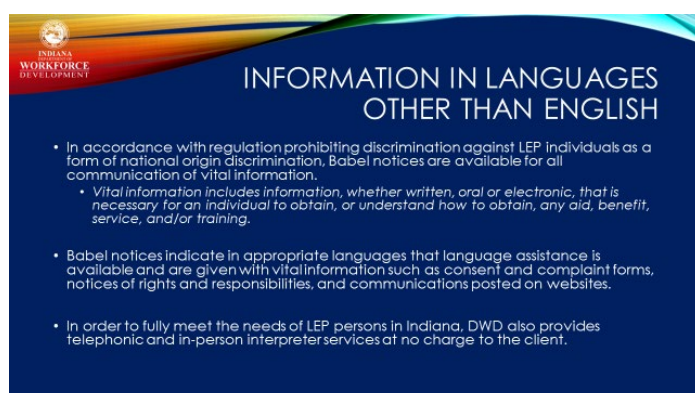 INDIANA
DEPARTMENT OF
WORKFORCE
DEVELOPMENT
INFORMATION IN LANGUAGES
OTHER THAN ENGLISH
• In accordance with regulation prohibiting discrimination against LEP individuals as a
form of national origin discrimination, Babel notices are available for all
communication of vital information.
• Vital information includes information, whether written, oral or electronic, that is
necessary for an individual to obtain, or understand how to obtain, any aid, benefit,
service, and/or training.
• Babel notices indicate in appropriate languages that language assistance is
available and are given with vital information such as consent and complaint forms,
notices of rights and responsibilities, and communications posted on websites.
• In order to fully meet the needs of LEP persons in Indiana, DWD also provides
telephonic and in-person interpreter services at no charge to the client.